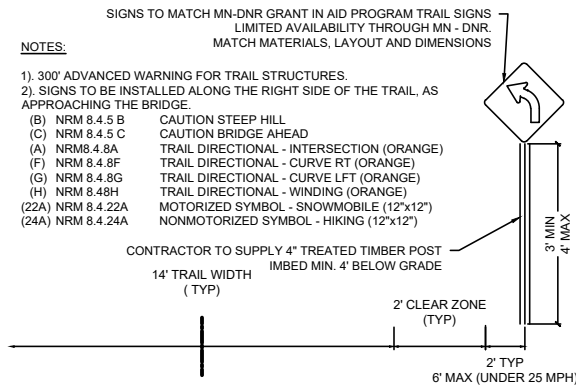 SIGNS TO MATCH MN-DNR GRANT IN AID PROGRAM TRAIL SIGNS
LIMITED AVAILABILITY THROUGH MN - DNR.
MATCH MATERIALS, LAYOUT AND DIMENSIONS
NOTES:
1). 300' ADVANCED WARNING FOR TRAIL STRUCTURES.
2). SIGNS TO BE INSTALLED ALONG THE RIGHT SIDE OF THE TRAIL, AS
APPROACHING THE BRIDGE.
(B) NRM 8.4.5 B CAUTION STEEP HILL
(C) NRM 8.4.5 C CAUTION BRIDGE AHEAD
(A) NRM8.4.8A TRAIL DIRECTIONAL - INTERSECTION (ORANGE)
(F) NRM 8.4.8F TRAIL DIRECTIONAL - CURVE RT (ORANGE)
(G) NRM 8.4.8G TRAIL DIRECTIONAL - CURVE LFT (ORANGE)
(H) NRM 8.48H TRAIL DIRECTIONAL - WINDING (ORANGE)
(22A) NRM 8.4.22A MOTORIZED SYMBOL - SNOWMOBILE (12"x12")
(24A) NRM 8.4.24A NONMOTORIZED SYMBOL - HIKING (12"x12")
3' MIN
4' MAX
CONTRACTOR TO SUPPLY 4" TREATED TIMBER POST
IMBED MIN. 4' BELOW GRADE
14' TRAIL WIDTH
( TYP)
2' CLEAR ZONE
(TYP)
2' TYP
6' MAX (UNDER 25 MPH)